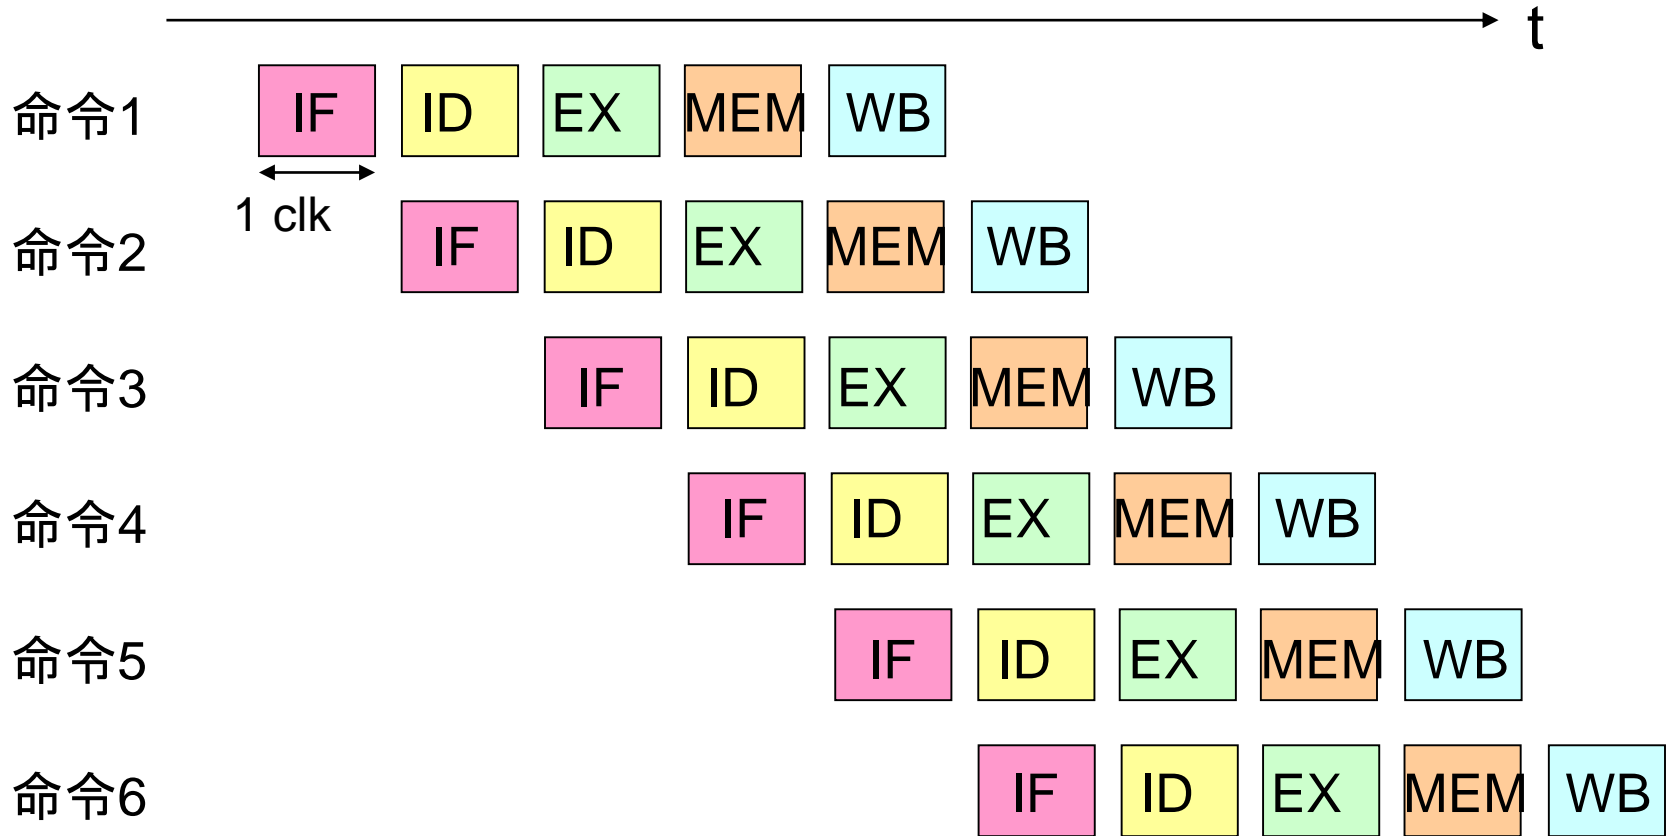 t
命令1 IF ID EX MEM WB
1 clk
命令2 IF ID EX MEM WB
命令3 IF ID EX MEM WB
命令4 IF ID EX MEM WB
命令5 IF ID EX MEM WB
命令6 IF ID EX MEM WB